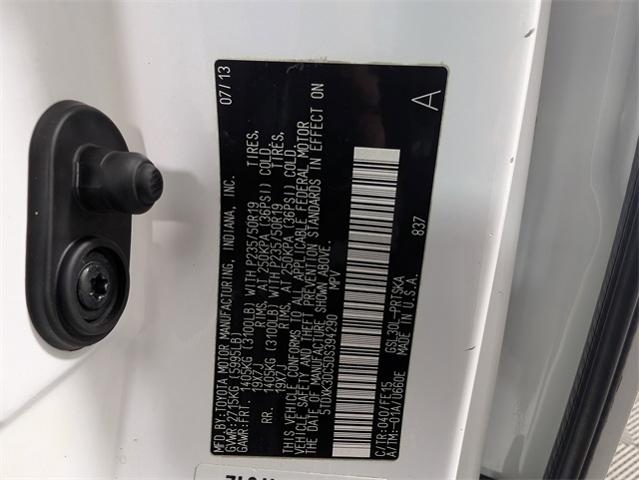 MFD.BY: TOYOTA MOTOR MANUFACTURING, INDIANA, INC. 07/13
GVWR: 2715KG (5985LB)
GAWR:FRT. 1405KG (3100LB) WITH P235/50R19 TIRES,
19X7J RIMS, AT 250KPA (36PSI) COLD.
RR. 1405KG (3100LB) WITH P235/50R19 TIRES,
19X7J RIMS, AT 250KPA (36PSI) COLD.
THIS VEHICLE CONFORMS TO ALL APPLICABLE FEDERAL MOTOR
VEHICLE SAFETY AND THEFT PREVENTION STANDARDS IN EFFECT ON
THE DATE OF MANUFACTURE SHOWN ABOVE.
5TDXK3DC5DS394290 MPV
837
A
C/TR:040/FE15 GSL30L-PRTSKA
A/TM:-01A/U660E MADE IN U.S.A.